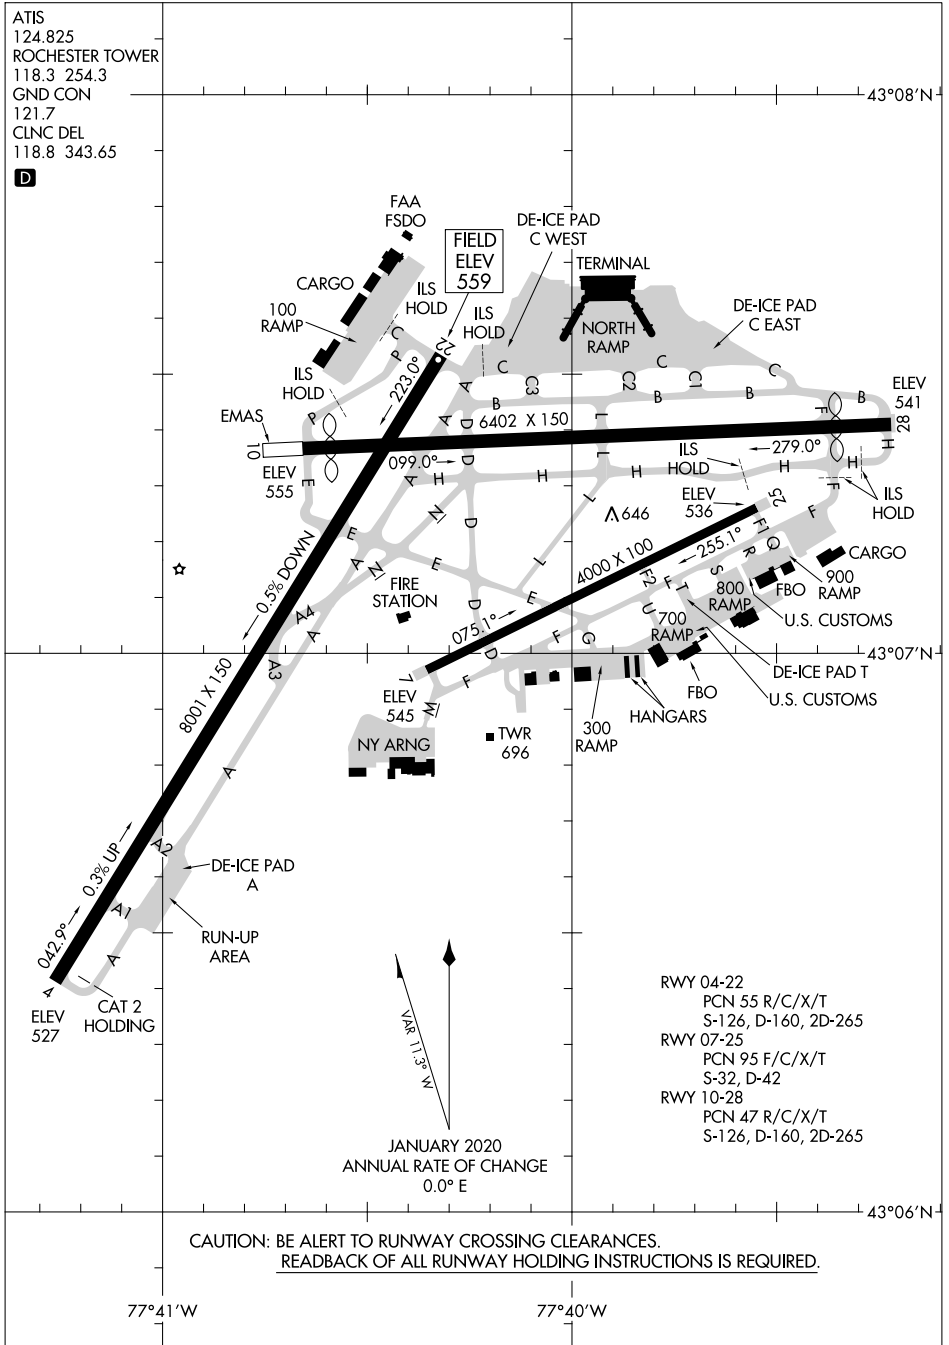 ATIS
124.825
ROCHESTER TOWER
118.3 254.3
GND CON
121.7
CLNC DEL
118.8 343.65
D
43°08'N
FAA
FSDO
FIELD
ELEV
559
DE-ICE PAD
C WEST
TERMINAL
CARGO
ILS
HOLD
100
RAMP
ILS
HOLD
NORTH
RAMP
DE-ICE PAD
C EAST
C
P
22
223.0°
ILS
HOLD
C
C
C
A
C3
C2
C1
B
B
B
B
F
ELEV
541
EMAS
P
A
D
6402 X 150
L
28
10
ELEV
555
099.0°
D
L
279.0°
H
E
A
H
H
H
ILS
HOLD
H
H
F
ILS
HOLD
ELEV
536
25
N
L
646
F
D
F1
E
0.5% DOWN
A
N
E
4000 X 100
255.1°
R
Q
CARGO
L
F2
F
T
S
FBO
900
RAMP
800
RAMP
U.S. CUSTOMS
FIRE
STATION
A4
A
D
E
075.1°
U
700
RAMP
F
G
D
A3
DE-ICE PAD T
8001 X 150
7
F
ELEV
545
W
FBO
U.S. CUSTOMS
HANGARS
300
RAMP
43°07'N
NY ARNG
TWR
696
A
0.3% UP
A2
DE-ICE PAD
A
A1
042.9°
RUN-UP
AREA
A
4
ELEV
527
CAT 2
HOLDING
VAR 11.3° W
JANUARY 2020
ANNUAL RATE OF CHANGE
0.0° E
RWY 04-22
PCN 55 R/C/X/T
S-126, D-160, 2D-265
RWY 07-25
PCN 95 F/C/X/T
S-32, D-42
RWY 10-28
PCN 47 R/C/X/T
S-126, D-160, 2D-265
43°06'N
CAUTION: BE ALERT TO RUNWAY CROSSING CLEARANCES.
READBACK OF ALL RUNWAY HOLDING INSTRUCTIONS IS REQUIRED.
77°41'W
77°40'W